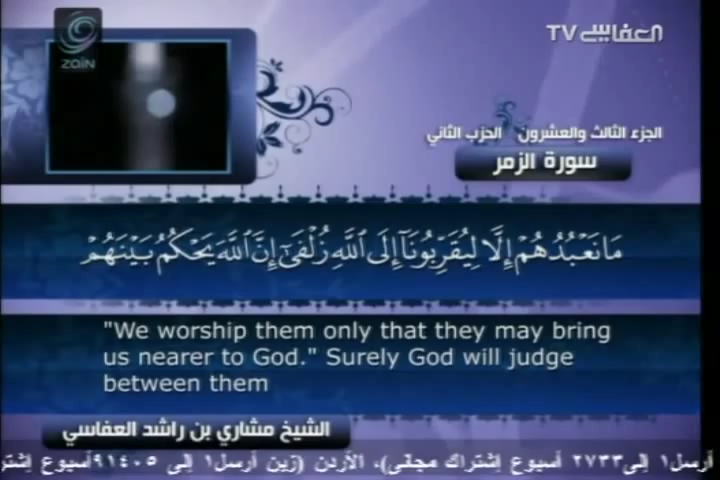 zain
العفاسي TV
الجزء الثالث والعشرون الحزب الثاني
سورة الزمر
مَا نَعْبُدُهُمْ إِلَّا لِيُقَرِّبُونَا إِلَى اللَّهِ زُلْفَىٰ إِنَّ اللَّهَ يَحْكُمُ بَيْنَهُمْ
"We worship them only that they may bring
us nearer to God." Surely God will judge
between them
الشيخ مشاري بن راشد العفاسي
أرسل١ إلى٢٧٣٣ أسبوع إشتراك مجاني)، الأردن (زين أرسل١ إلى ٩١٤٠٥أسبوع إشتر